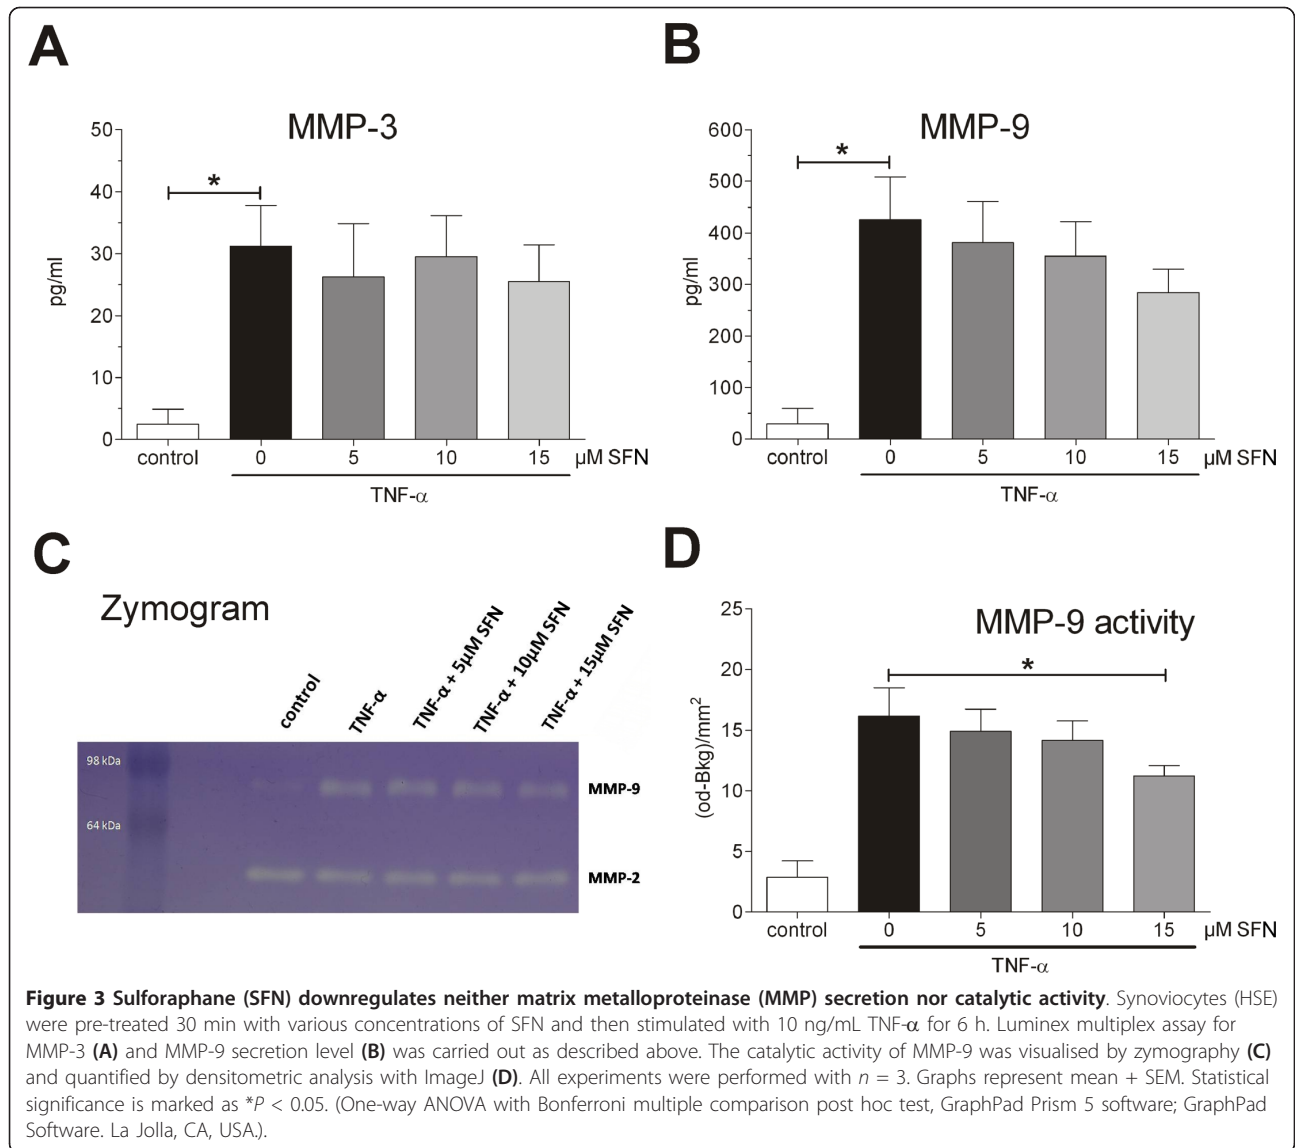 A
MMP-3
50
40
30
20
10
0
pg/ml
*
control 0 5 10 15 μM SFN
TNF-α
B
MMP-9
600
500
400
300
200
100
0
pg/ml
*
control 0 5 10 15 μM SFN
TNF-α
C
Zymogram
control
TNF-α
TNF-α + 5μM SFN
TNF-α + 10μM SFN
TNF-α + 15μM SFN
98 kDa
64 kDa
MMP-9
MMP-2
D
MMP-9 activity
25
20
15
10
5
0
(od-Bkg)/mm²
*
control 0 5 10 15 μM SFN
TNF-α
Figure 3 Sulforaphane (SFN) downregulates neither matrix metalloproteinase (MMP) secretion nor catalytic activity. Synoviocytes (HSE)
were pre-treated 30 min with various concentrations of SFN and then stimulated with 10 ng/mL TNF-α for 6 h. Luminex multiplex assay for
MMP-3 (A) and MMP-9 secretion level (B) was carried out as described above. The catalytic activity of MMP-9 was visualised by zymography (C)
and quantified by densitometric analysis with ImageJ (D). All experiments were performed with n = 3. Graphs represent mean + SEM. Statistical
significance is marked as *P < 0.05. (One-way ANOVA with Bonferroni multiple comparison post hoc test, GraphPad Prism 5 software; GraphPad
Software. La Jolla, CA, USA.).